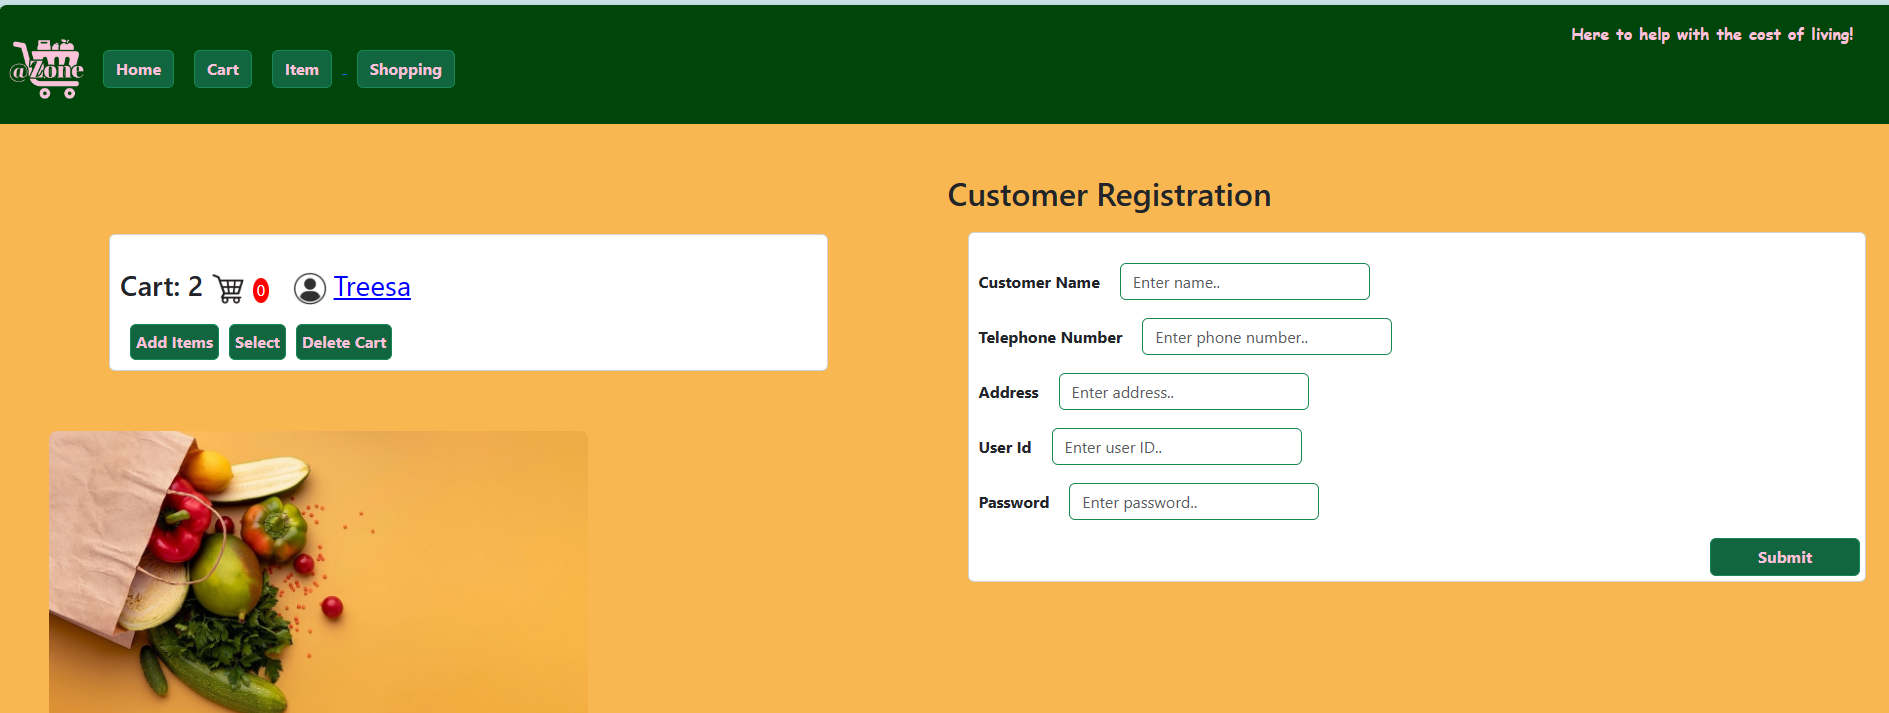 Here to help with the cost of living!
@Zone
Home Cart Item Shopping
Customer Registration
Cart: 2 0 Treesa
Add Items Select Delete Cart
Customer Name Enter name..
Telephone Number Enter phone number..
Address Enter address..
User Id Enter user ID..
Password Enter password..
Submit